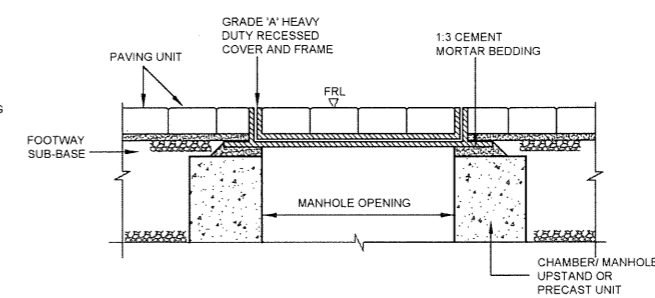 GRADE 'A' HEAVY
DUTY RECESSED
COVER AND FRAME
1:3 CEMENT
MORTAR BEDDING
PAVING UNIT
FRL
G
FOOTWAY
SUB-BASE
MANHOLE OPENING
CHAMBER/ MANHOLE
UPSTAND OR
PRECAST UNIT